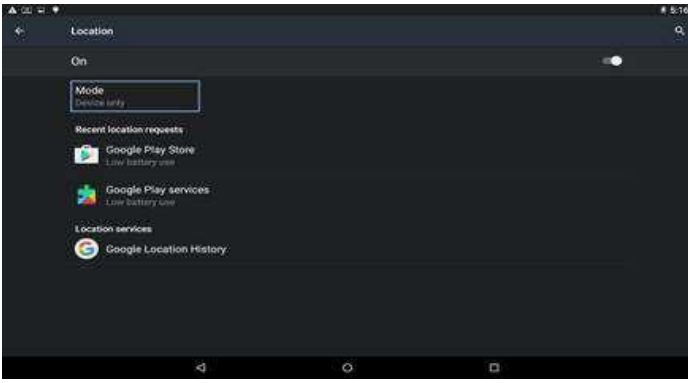 5:16
Location
On
Mode
Device only
Recent location requests
Google Play Store
Low battery use
Google Play services
Low battery use
Location services
Google Location History